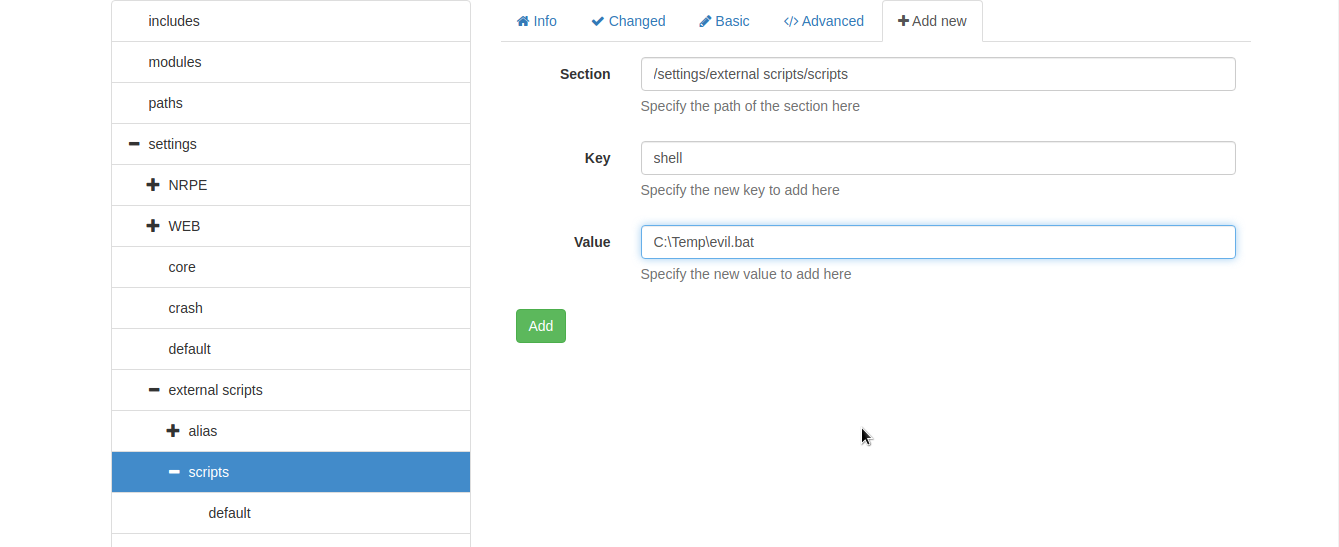 includes
modules
paths
settings
NRPE
WEB
core
crash
default
external scripts
alias
scripts
default
Info Changed Basic </> Advanced Add new
Section /settings/external scripts/scripts
Specify the path of the section here
Key shell
Specify the new key to add here
Value C:\Temp\evil.bat
Specify the new value to add here
Add